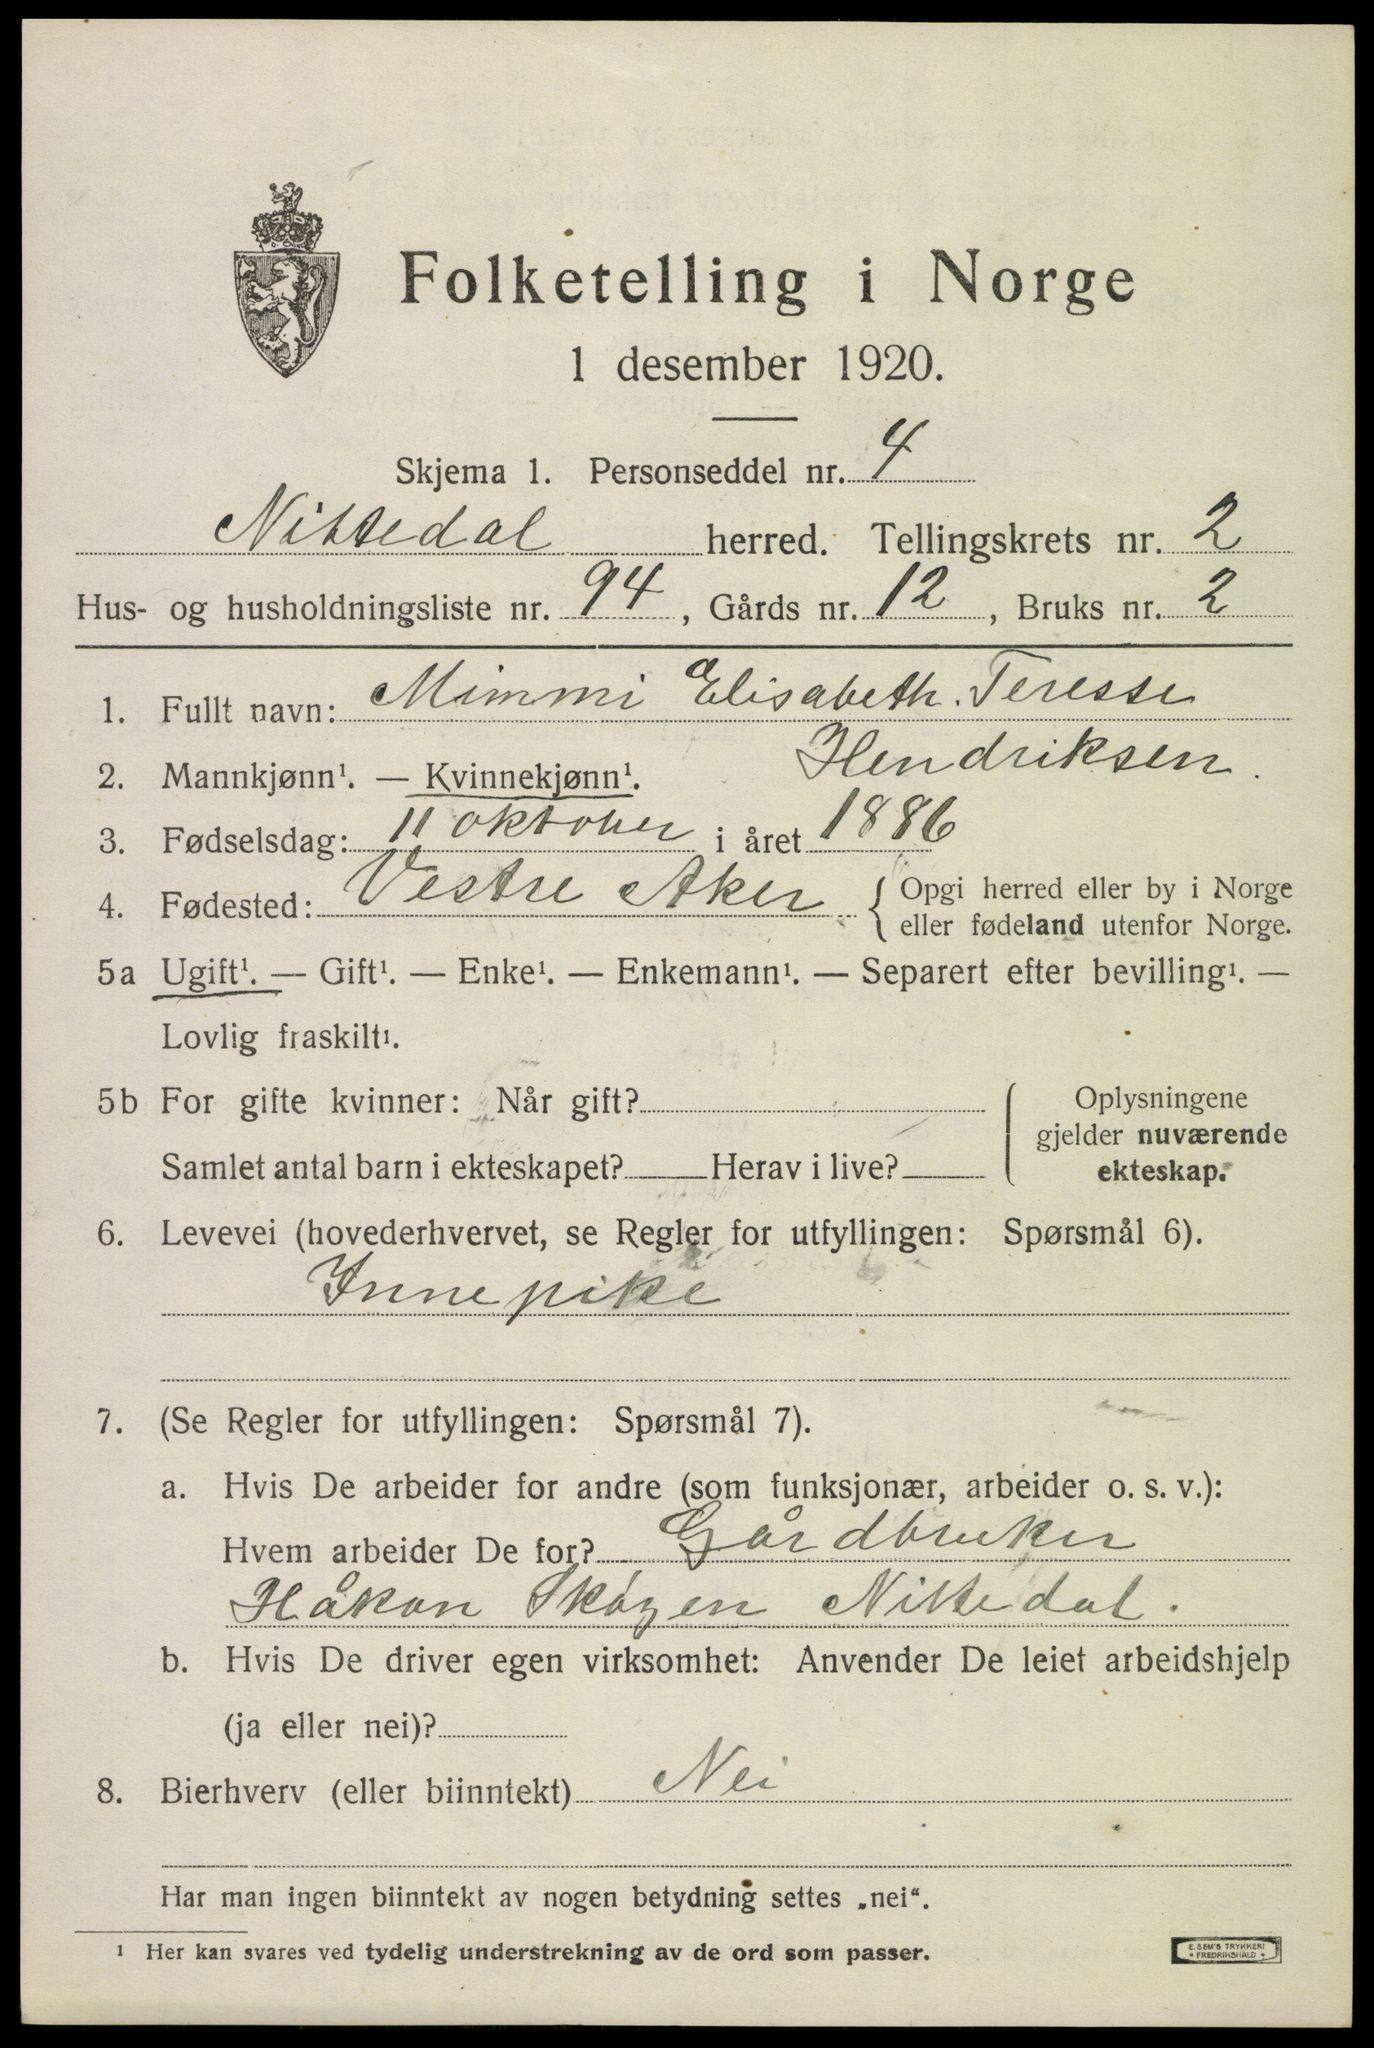 Folketelling i Norge
1 desember 1920.
Skjema 1. Personseddel nr. 4
Nittedal herred. Tellingskrets nr. 2
Hus- og husholdningsliste nr. 94, Gårds nr. 12, Bruks nr. 2
1. Fullt navn: Mimmi Elisabeth. Teresse
Hendriksen.
2. Mannkjønn¹. — Kvinnekjønn¹.
3. Fødselsdag: 11 oktober i året 1886
4. Fødested: Vestre Aker { Opgi herred eller by i Norge
eller fødeland utenfor Norge.
5a Ugift¹. — Gift¹. — Enke¹. — Enkemann¹. — Separert efter bevilling¹. —
Lovlig fraskilt¹.
5b For gifte kvinner: Når gift?
Samlet antal barn i ekteskapet? Herav i live?
Oplysningene
gjelder nuværende
ekteskap.
6. Levevei (hovederhvervet, se Regler for utfyllingen: Spørsmål 6).
Innepike
7. (Se Regler for utfyllingen: Spørsmål 7).
a. Hvis De arbeider for andre (som funksjonær, arbeider o. s. v.):
Hvem arbeider De for? Gårdbruker
Håkon Skøyen Nittedal.
b. Hvis De driver egen virksomhet: Anvender De leiet arbeidshjelp
(ja eller nei)?
8. Bierhverv (eller biinntekt) Nei
Har man ingen biinntekt av nogen betydning settes „nei“.
¹ Her kan svares ved tydelig understrekning av de ord som passer.
E. SEM'S TRYKKERI
• FREDRIKSHALD •